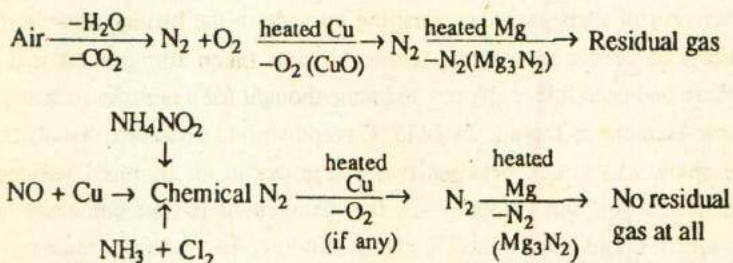 Air —H₂O/−CO₂→ N₂ + O₂ —heated Cu/−O₂ (CuO)→ N₂ —heated Mg/−N₂(Mg₃N₂)→ Residual gas
NH₄NO₂
↓
NO + Cu → Chemical N₂ —heated Cu/−O₂ (if any)→ N₂ —heated Mg/−N₂ (Mg₃N₂)→ No residual gas at all
↑
NH₃ + Cl₂